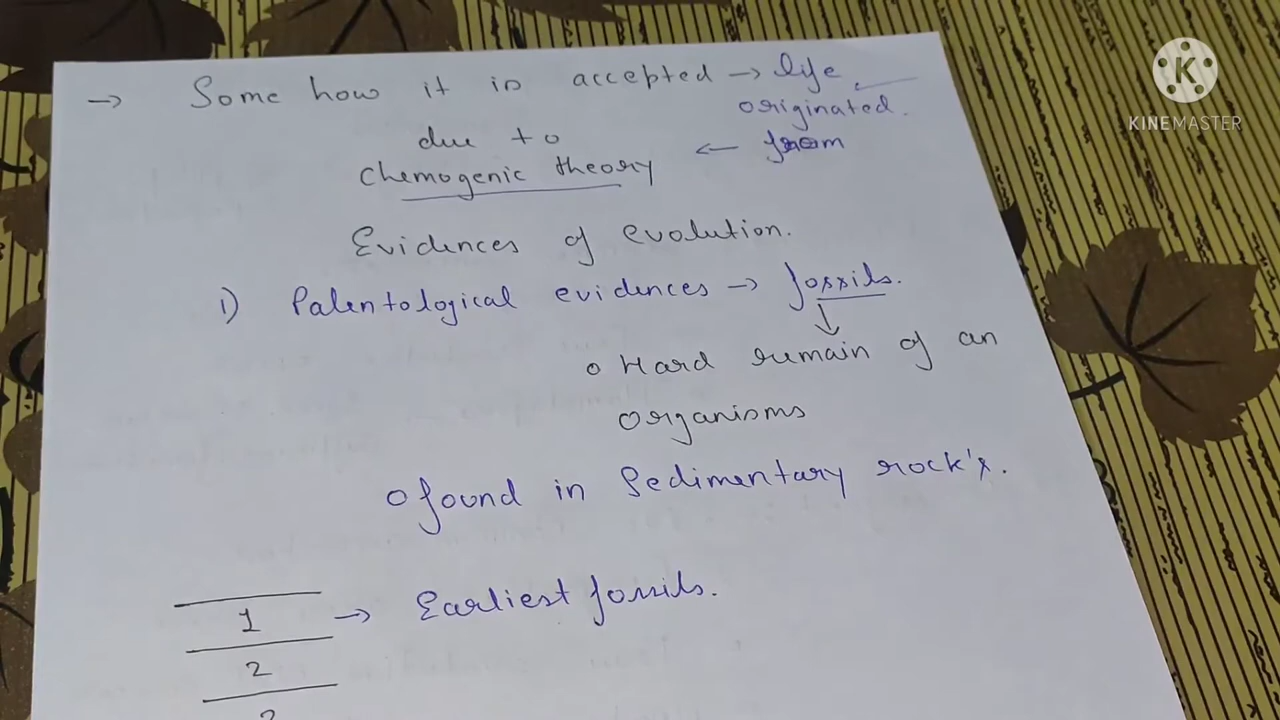 → Some how it is accepted → life
originated.
due to ← from
chemogenic theory
Evidences of evolution.
1) Palentological evidences → fossils.
↓
o Hard remain of an
organisms
o found in Sedimentary rock's.
1 → Earliest fossils.
2
K
KINEMASTER